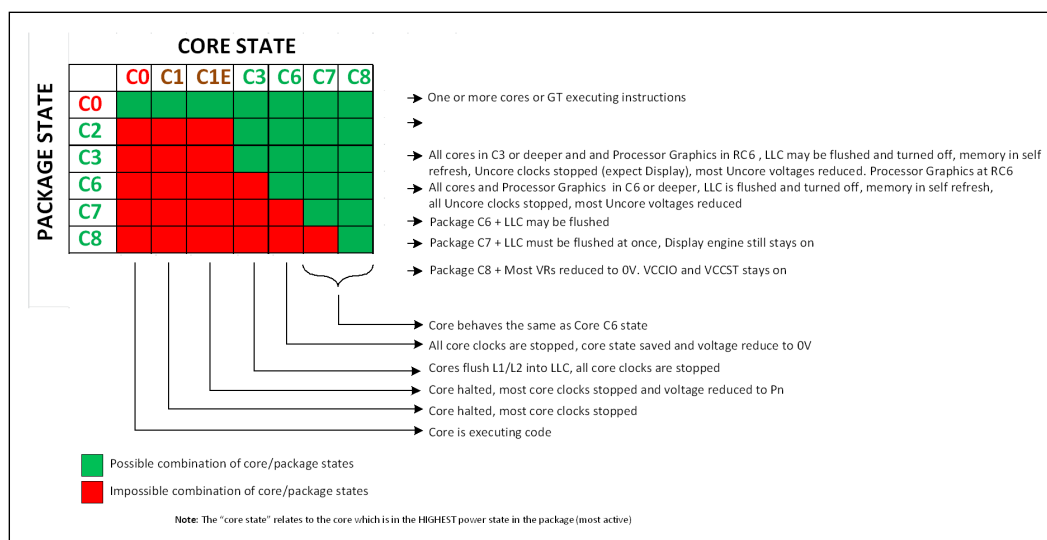 CORE STATE
PACKAGE STATE
C0 C1 C1E C3 C6 C7 C8
C0
C2
C3
C6
C7
C8
One or more cores or GT executing instructions
All cores in C3 or deeper and and Processor Graphics in RC6 , LLC may be flushed and turned off, memory in self
refresh, Uncore clocks stopped (expect Display), most Uncore voltages reduced. Processor Graphics at RC6
All cores and Processor Graphics in C6 or deeper, LLC is flushed and turned off, memory in self refresh,
all Uncore clocks stopped, most Uncore voltages reduced
Package C6 + LLC may be flushed
Package C7 + LLC must be flushed at once, Display engine still stays on
Package C8 + Most VRs reduced to 0V. VCCIO and VCCST stays on
Core behaves the same as Core C6 state
All core clocks are stopped, core state saved and voltage reduce to 0V
Cores flush L1/L2 into LLC, all core clocks are stopped
Core halted, most core clocks stopped and voltage reduced to Pn
Core halted, most core clocks stopped
Core is executing code
Possible combination of core/package states
Impossible combination of core/package states
Note: The “core state” relates to the core which is in the HIGHEST power state in the package (most active)